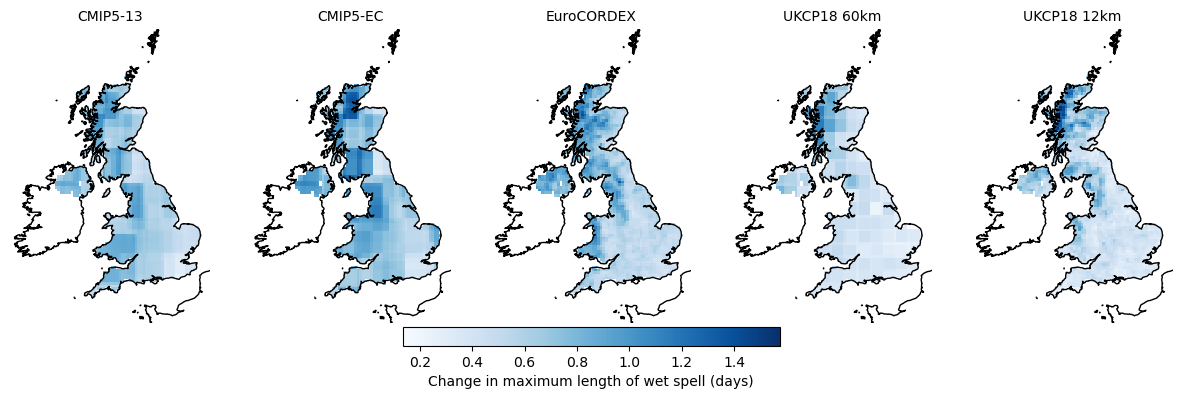 CMIP5-13 CMIP5-EC EuroCORDEX UKCP18 60km UKCP18 12km
0.2 0.4 0.6 0.8 1.0 1.2 1.4
Change in maximum length of wet spell (days)